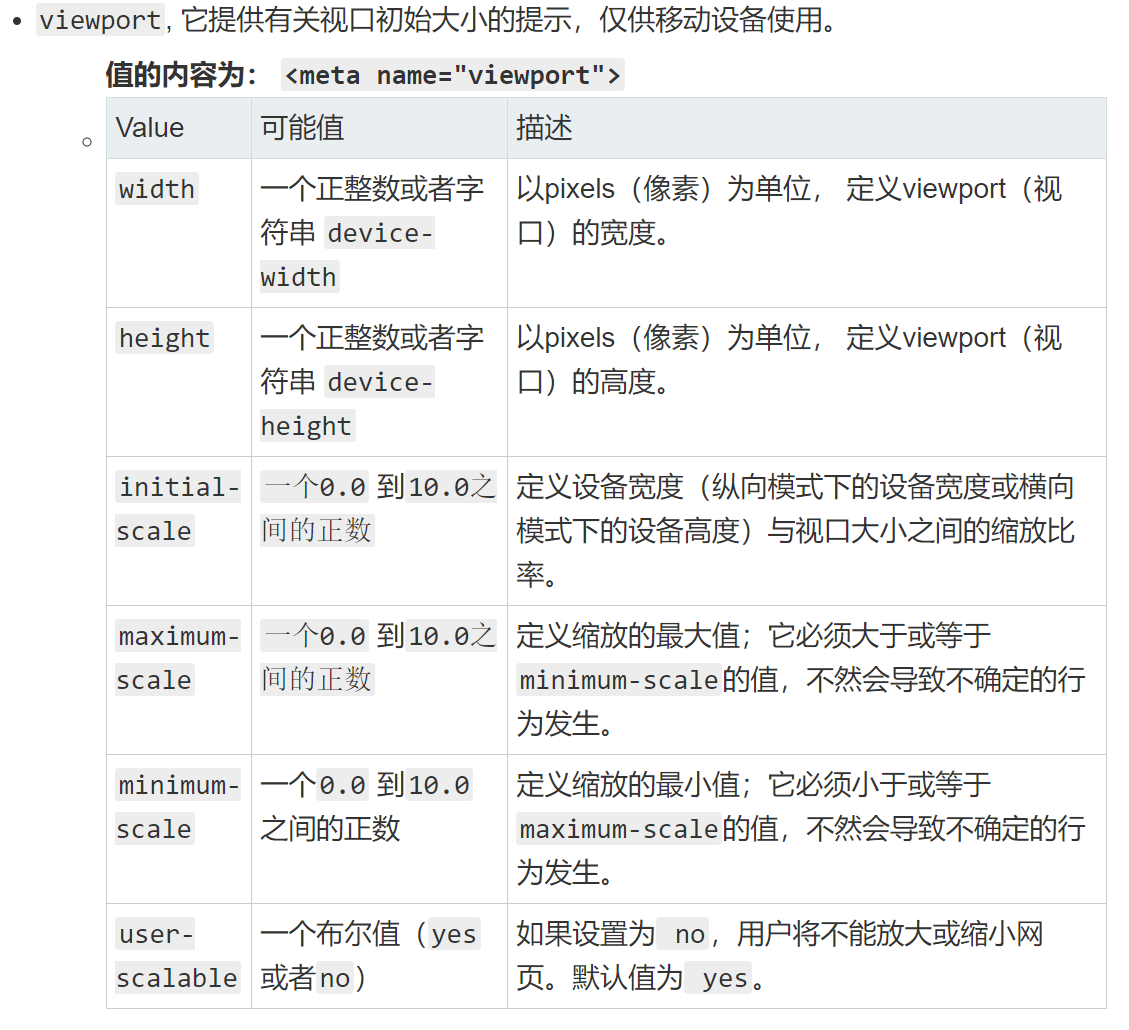 viewport, 它提供有关视口初始大小的提示，仅供移动设备使用。
值的内容为： <meta name="viewport">
Value 可能值 描述
width
一个正整数或者字
符串 device-
width
以pixels（像素）为单位， 定义viewport（视
口）的宽度。
height
一个正整数或者字
符串 device-
height
以pixels（像素）为单位， 定义viewport（视
口）的高度。
initial-
scale
一个0.0 到10.0之
间的正数
定义设备宽度（纵向模式下的设备宽度或横向
模式下的设备高度）与视口大小之间的缩放比
率。
maximum-
scale
一个0.0 到10.0之
间的正数
定义缩放的最大值；它必须大于或等于
minimum-scale的值，不然会导致不确定的行
为发生。
minimum-
scale
一个0.0 到10.0
之间的正数
定义缩放的最小值；它必须小于或等于
maximum-scale的值，不然会导致不确定的行
为发生。
user-
scalable
一个布尔值（yes
或者no）
如果设置为 no，用户将不能放大或缩小网
页。默认值为 yes。